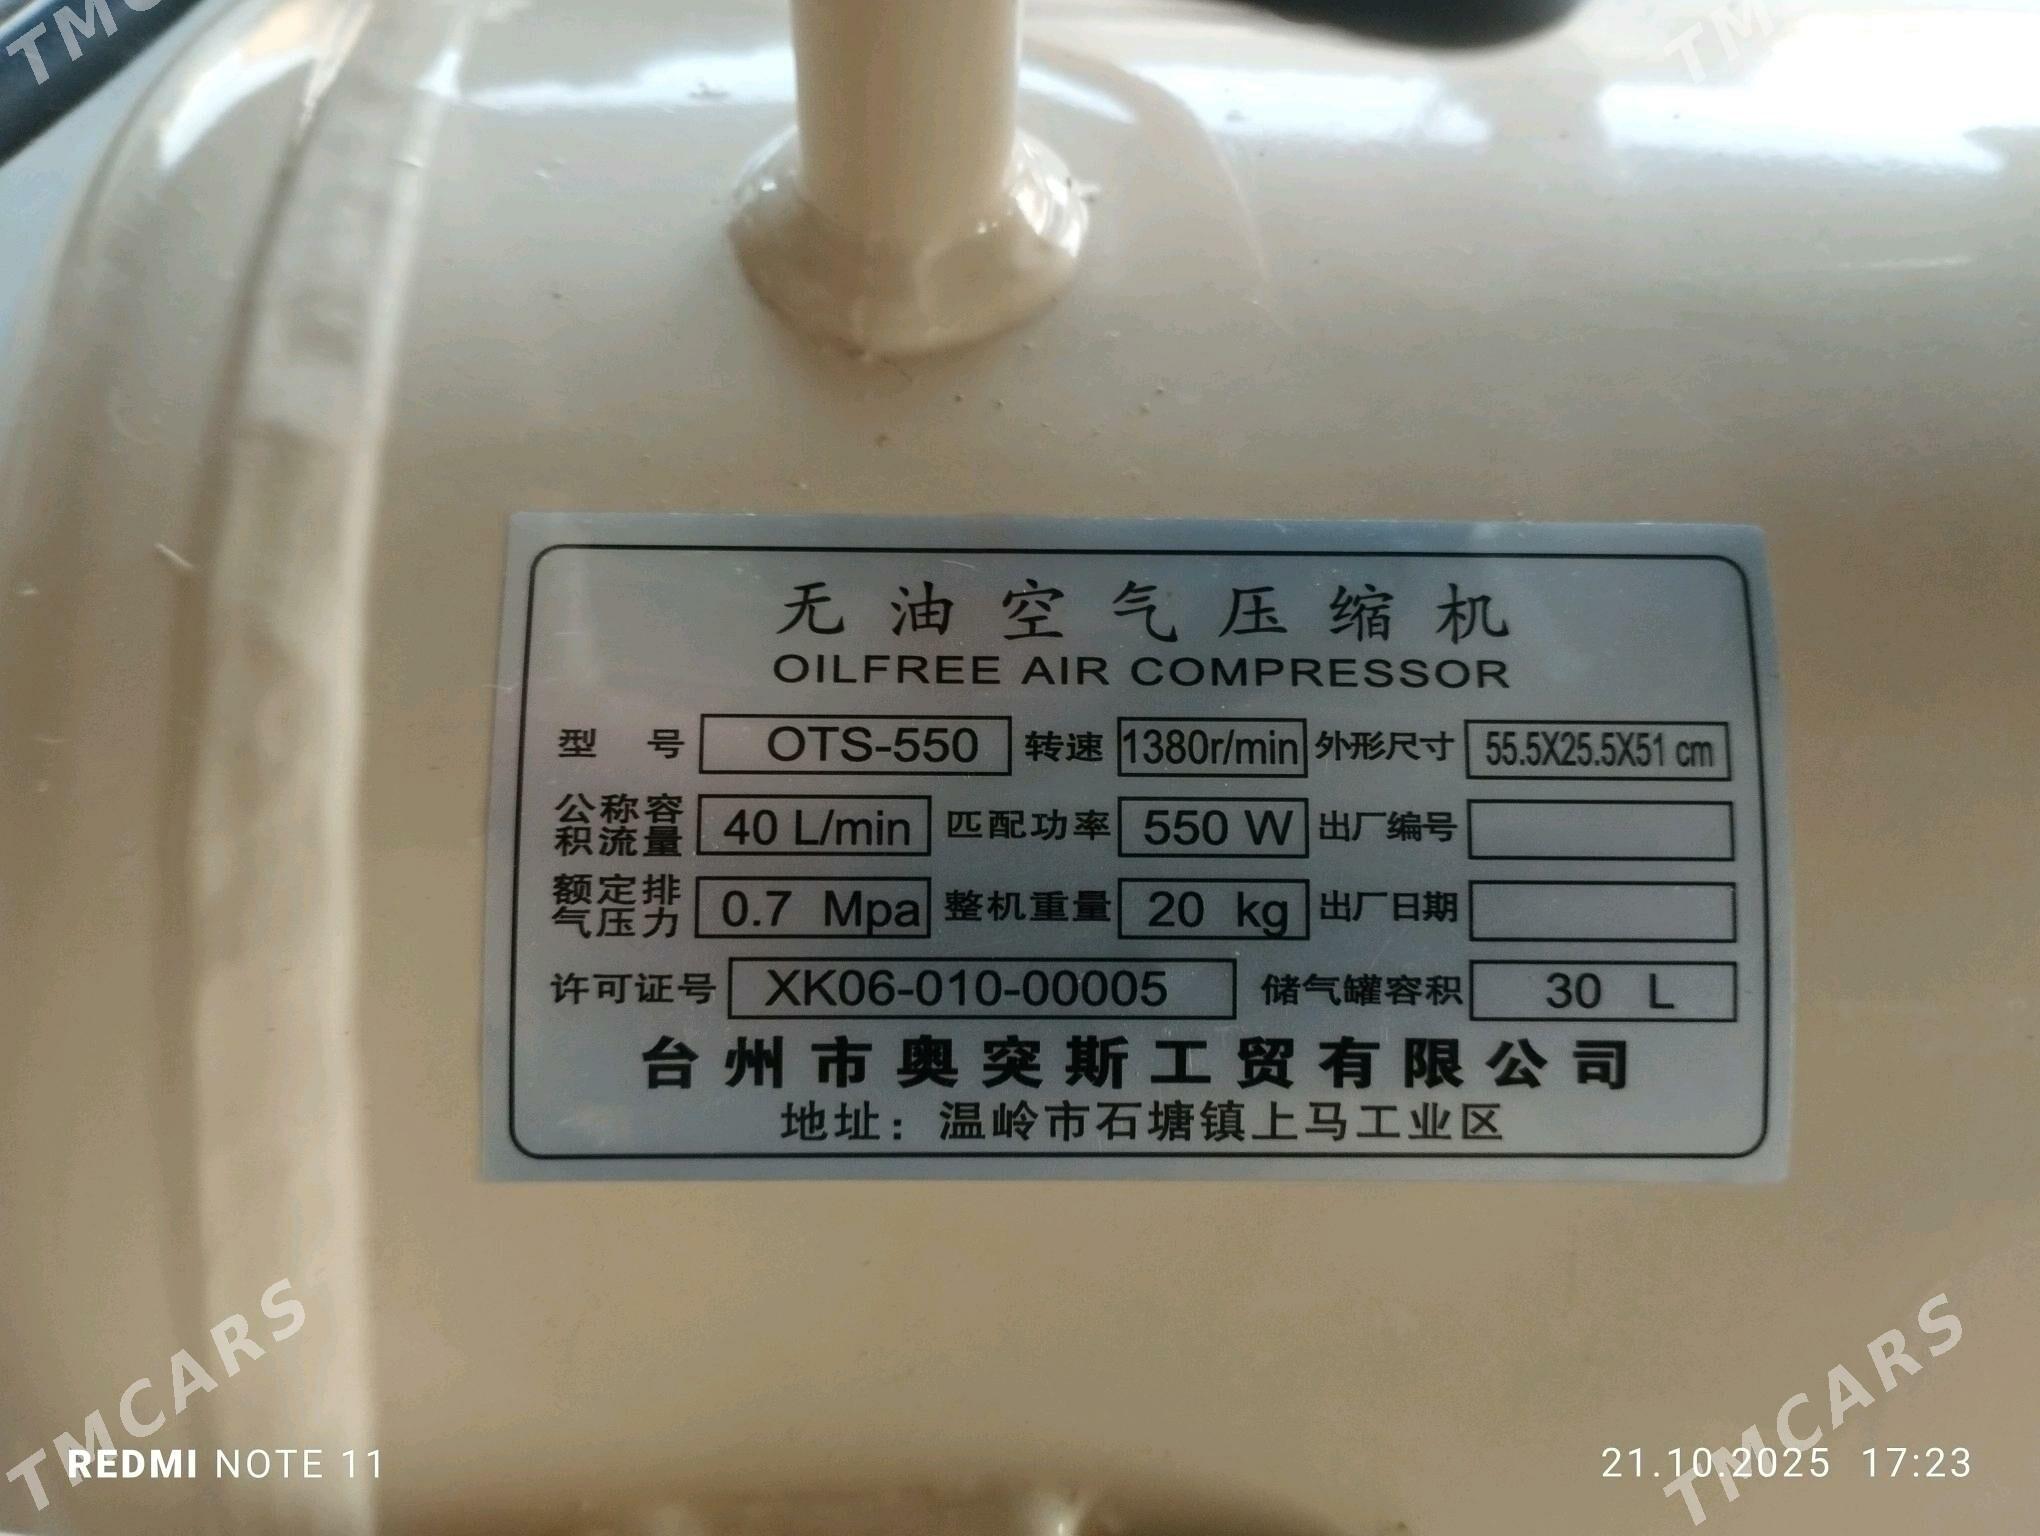 TMCARS
TMCARS
无油空气压缩机
OILFREE AIR COMPRESSOR
型号 OTS-550 转速 1380r/min 外形尺寸 55.5X25.5X51 cm
公称容积流量 40 L/min 匹配功率 550 W 出厂编号
额定排气压力 0.7 Mpa 整机重量 20 kg 出厂日期
许可证号 XK06-010-00005 储气罐容积 30 L
台州市奥突斯工贸有限公司
地址：温岭市石塘镇上马工业区
REDMI NOTE 11
21.10.2025 17:23